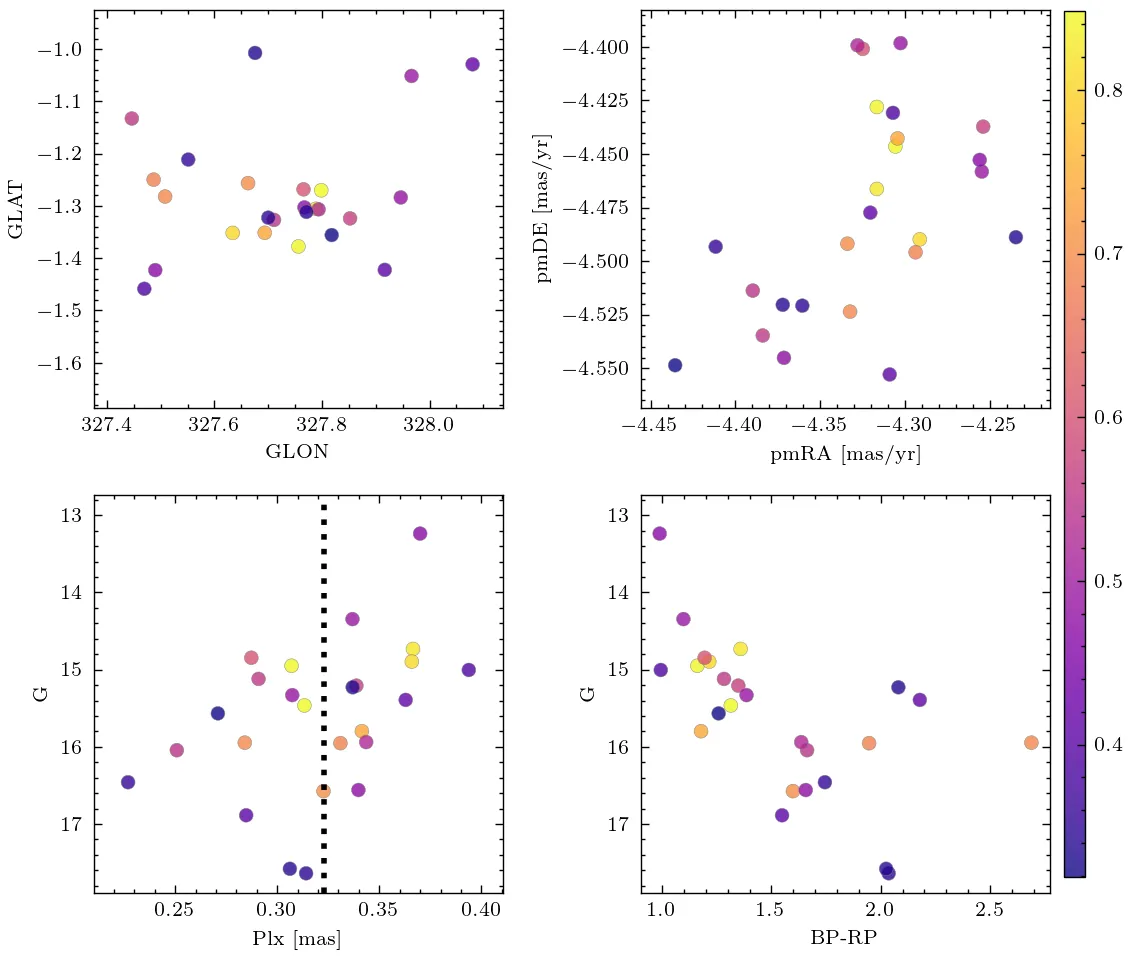 −1.0
−1.1
−1.2
−1.3
−1.4
−1.5
−1.6
GLAT
327.4 327.6 327.8 328.0
GLON
−4.400
−4.425
−4.450
−4.475
−4.500
−4.525
−4.550
pmDE [mas/yr]
−4.45 −4.40 −4.35 −4.30 −4.25
pmRA [mas/yr]
0.8
0.7
0.6
0.5
0.4
13
14
15
16
17
G
0.25 0.30 0.35 0.40
Plx [mas]
13
14
15
16
17
G
1.0 1.5 2.0 2.5
BP-RP